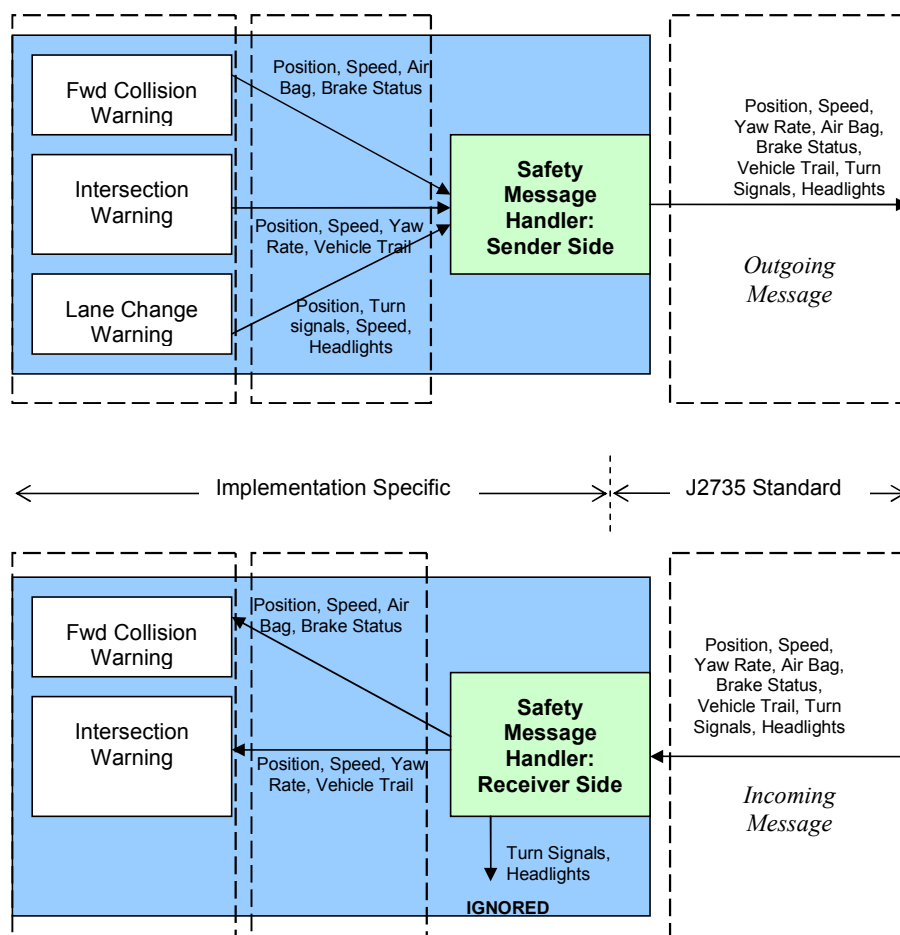 Fwd Collision
Warning
Position, Speed, Air
Bag, Brake Status
Intersection
Warning
Position, Speed, Yaw
Rate, Vehicle Trail
Lane Change
Warning
Position, Turn
signals, Speed,
Headlights
Safety
Message
Handler:
Sender Side
Position, Speed,
Yaw Rate, Air Bag,
Brake Status,
Vehicle Trail, Turn
Signals, Headlights
Outgoing
Message
Implementation Specific
J2735 Standard
Fwd Collision
Warning
Position, Speed, Air
Bag, Brake Status
Intersection
Warning
Position, Speed, Yaw
Rate, Vehicle Trail
Safety
Message
Handler:
Receiver Side
Turn Signals,
Headlights
IGNORED
Position, Speed,
Yaw Rate, Air Bag,
Brake Status,
Vehicle Trail, Turn
Signals, Headlights
Incoming
Message